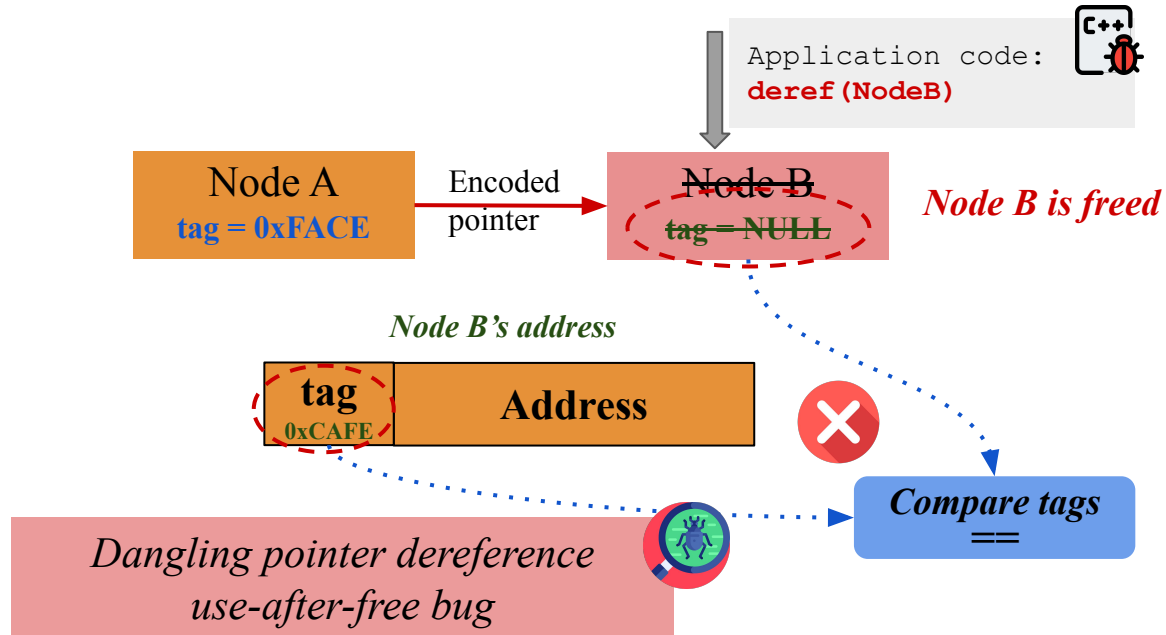 C++
Application code:
deref(NodeB)
Node A
tag = 0xFACE
Encoded
pointer
Node B
tag = NULL
Node B is freed
Node B’s address
tag
0xCAFE
Address
Compare tags
==
Dangling pointer dereference
use-after-free bug